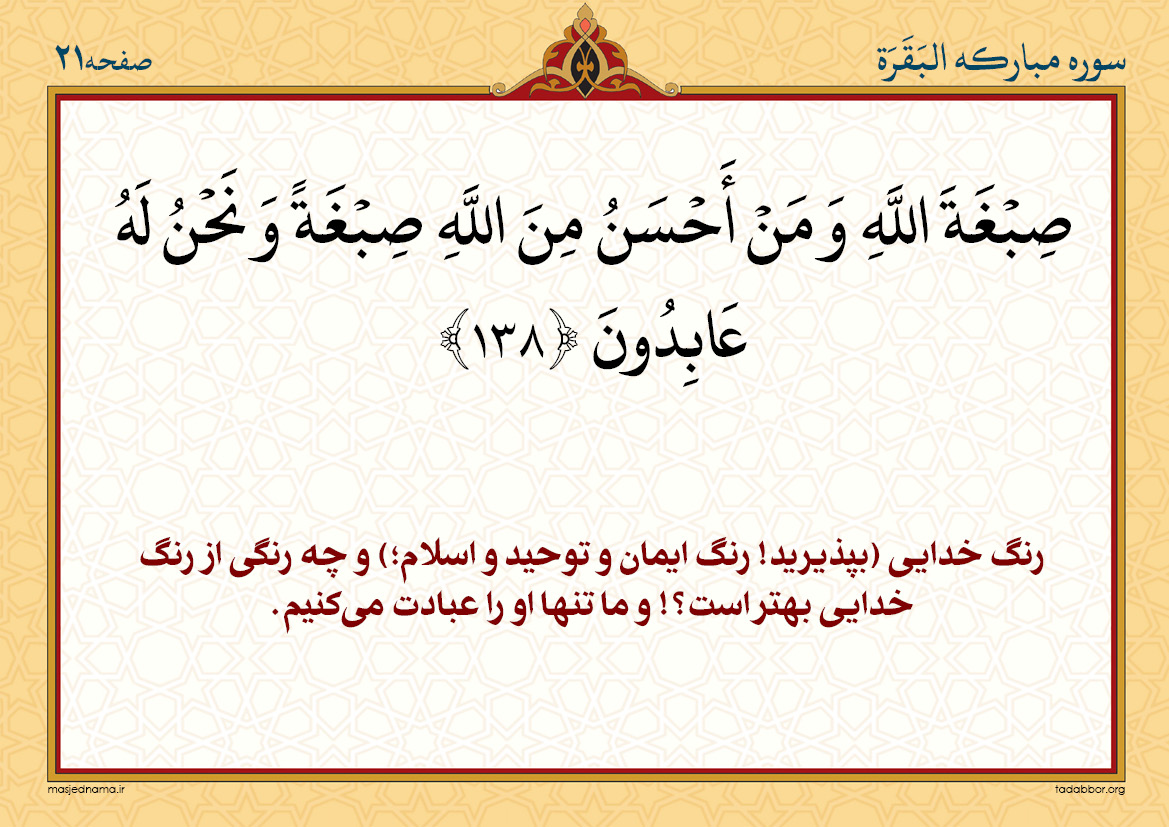 سوره مبارکه البَقَرَة
صفحه۲۱
صِبْغَةَ اللَّهِ وَ مَنْ أَحْسَنُ مِنَ اللَّهِ صِبْغَةً وَ نَحْنُ لَهُ
عَابِدُونَ ﴿۱۳۸﴾
رنگ خدایی (بپذیرید! رنگ ایمان و توحید و اسلام؛) و چه رنگی از رنگ
خدایی بهتر است؟! و ما تنها او را عبادت می‌کنیم.
masjednama.ir
tadabbor.org